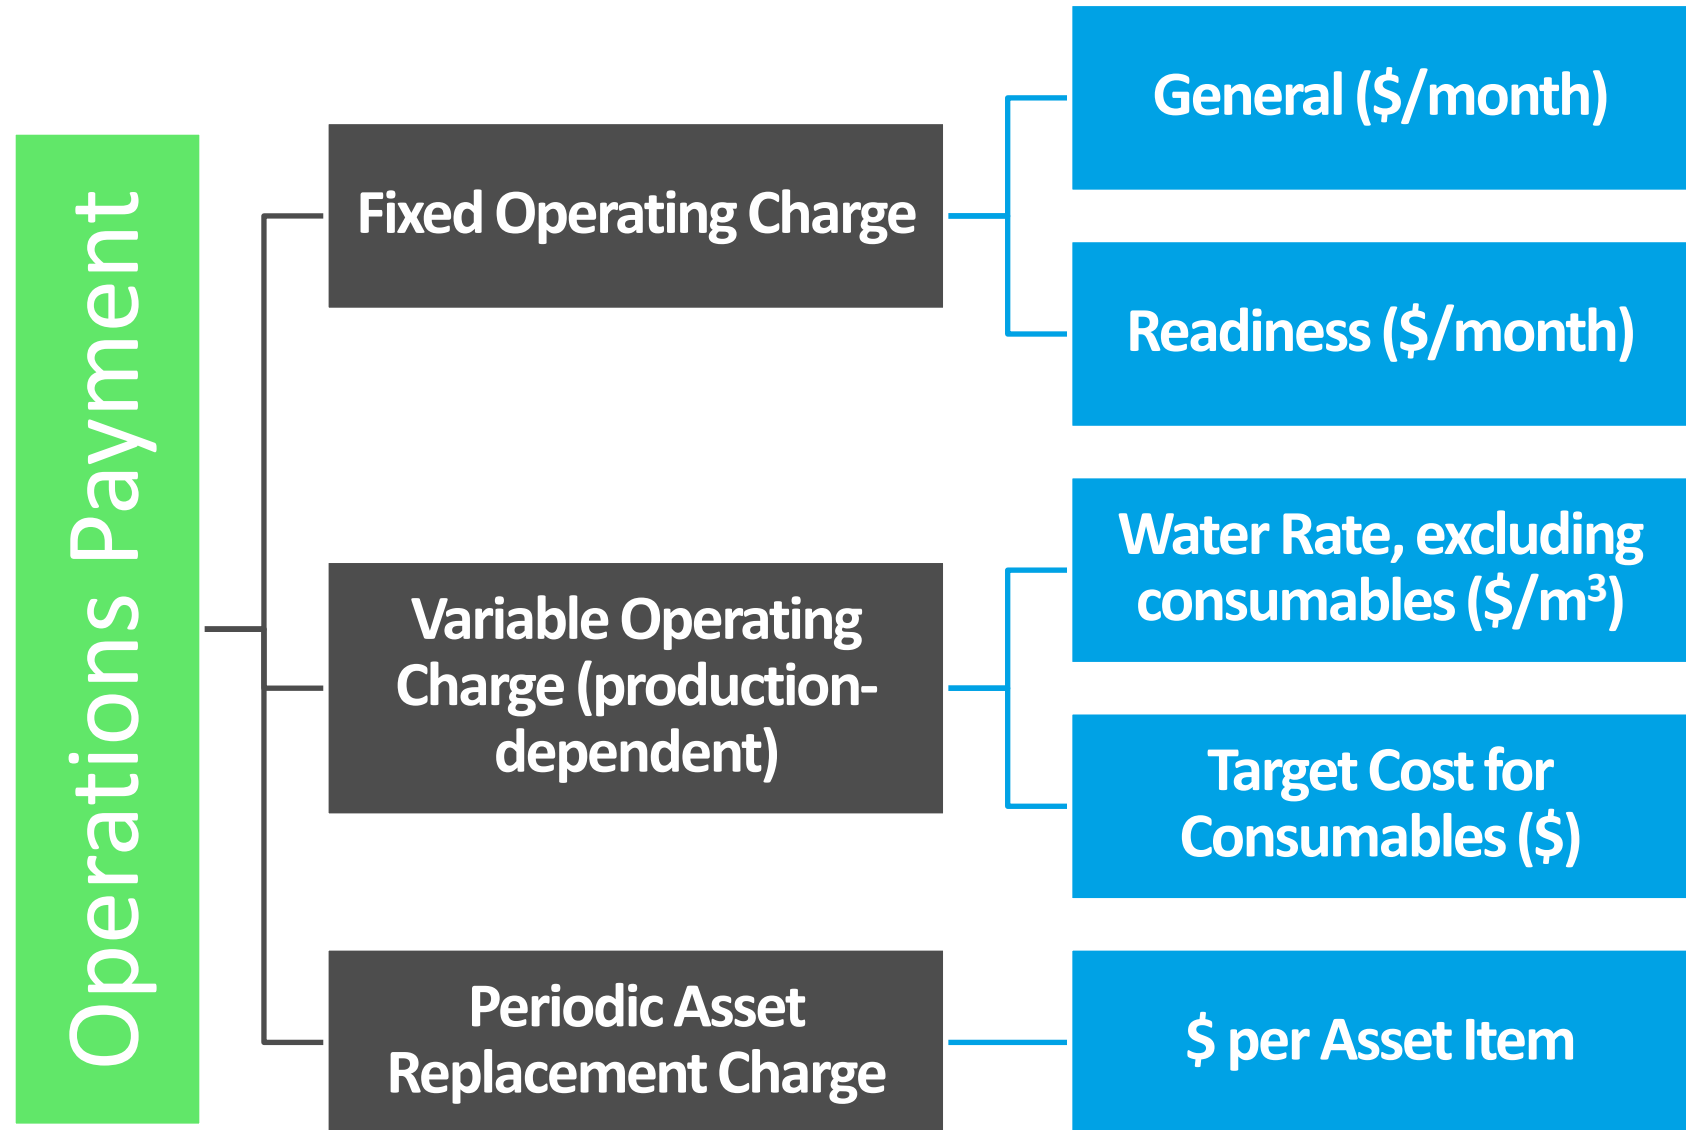 Operations Payment
Fixed Operating Charge
General ($/month)
Readiness ($/month)
Variable Operating
Charge (production-
dependent)
Water Rate, excluding
consumables ($/m³)
Target Cost for
Consumables ($)
Periodic Asset
Replacement Charge
$ per Asset Item